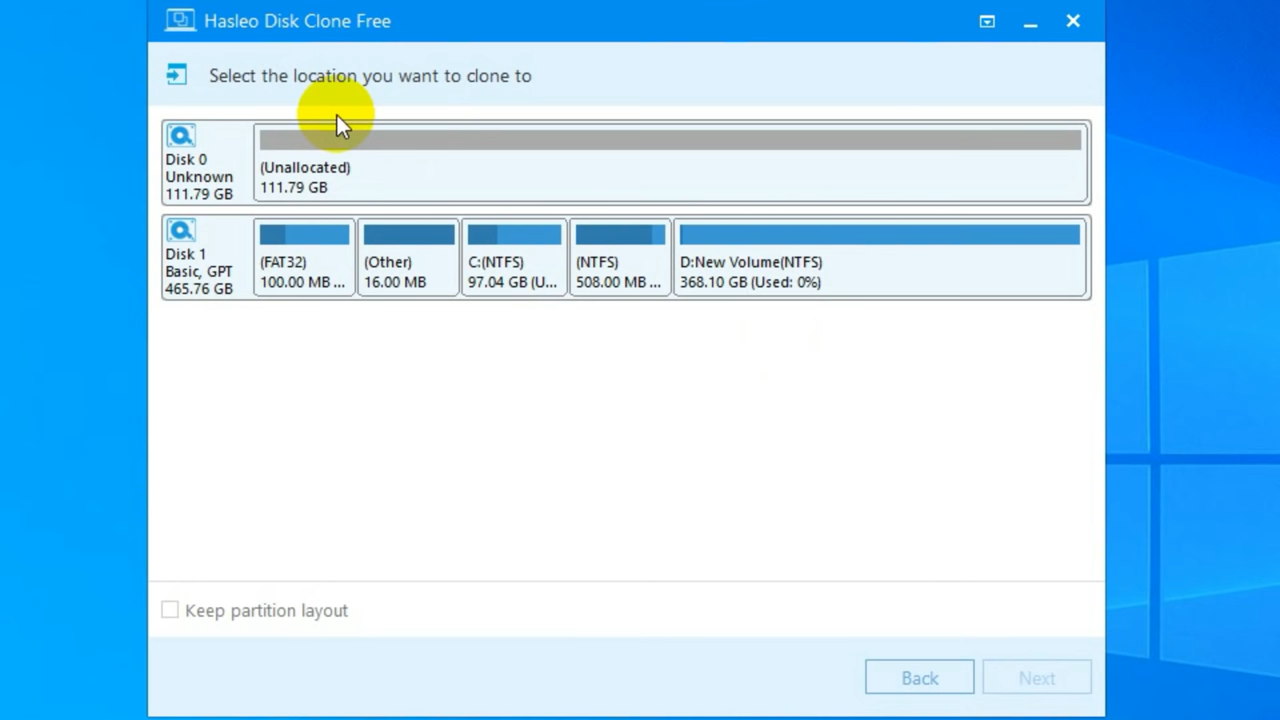 Hasleo Disk Clone Free
Select the location you want to clone to
Disk 0
Unknown
111.79 GB
(Unallocated)
111.79 GB
Disk 1
Basic, GPT
465.76 GB
(FAT32)
100.00 MB ...
(Other)
16.00 MB
C:(NTFS)
97.04 GB (U...
(NTFS)
508.00 MB ...
D:New Volume(NTFS)
368.10 GB (Used: 0%)
Keep partition layout
Back
Next